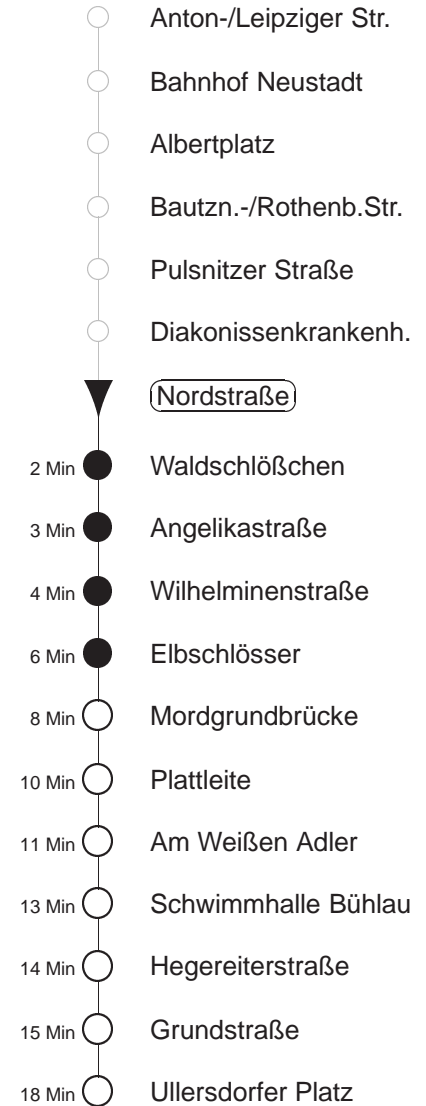 Anton-/Leipziger Str.
Bahnhof Neustadt
Albertplatz
Bautzn.-/Rothenb.Str.
Pulsnitzer Straße
Diakonissenkrankenh.
Nordstraße
2 Min Waldschlößchen
3 Min Angelikastraße
4 Min Wilhelminenstraße
6 Min Elbschlösser
8 Min Mordgrundbrücke
10 Min Plattleite
11 Min Am Weißen Adler
13 Min Schwimmhalle Bühlau
14 Min Hegereiterstraße
15 Min Grundstraße
18 Min Ullersdorfer Platz